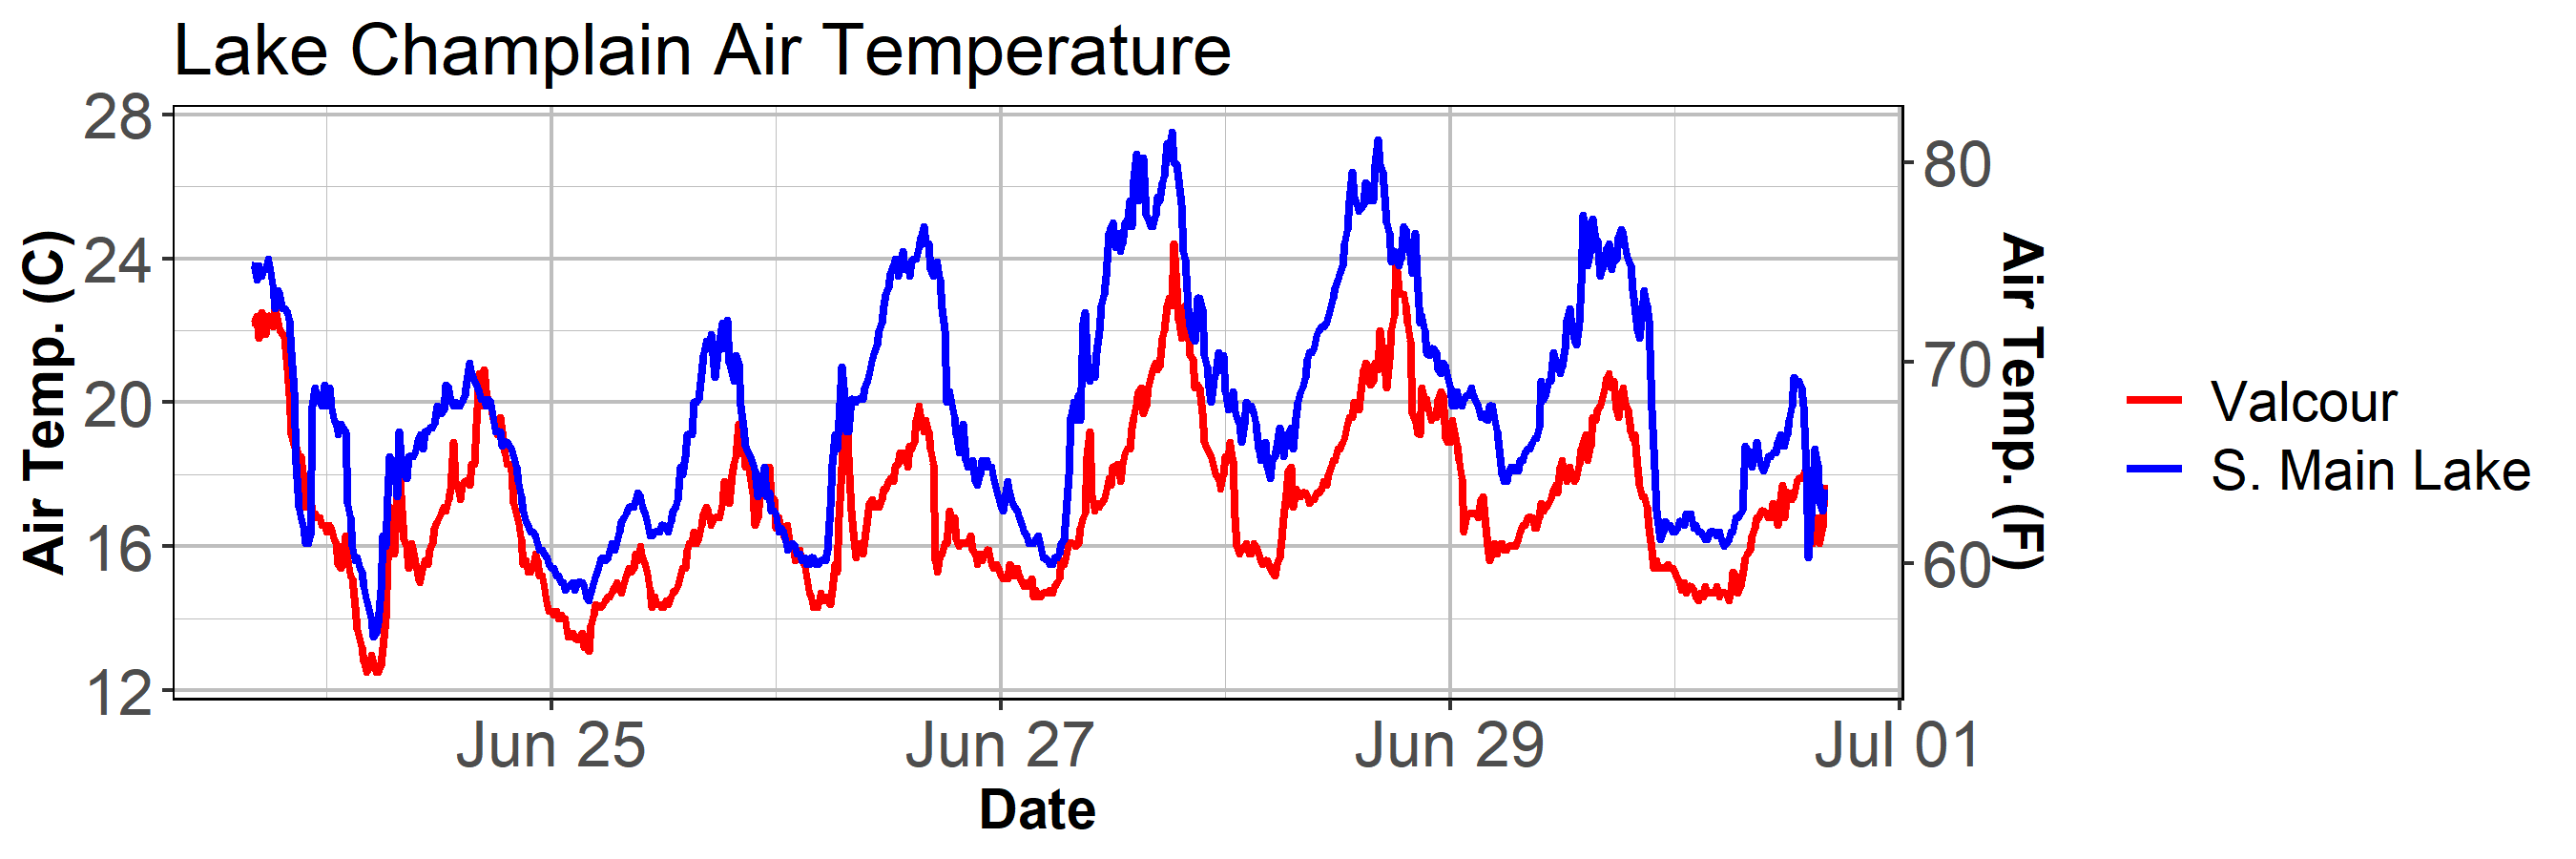 Lake Champlain Air Temperature
28
24
20
16
12
Air Temp. (C)
80
70
60
Air Temp. (F)
Jun 25
Jun 27
Jun 29
Jul 01
Date
Valcour
S. Main Lake